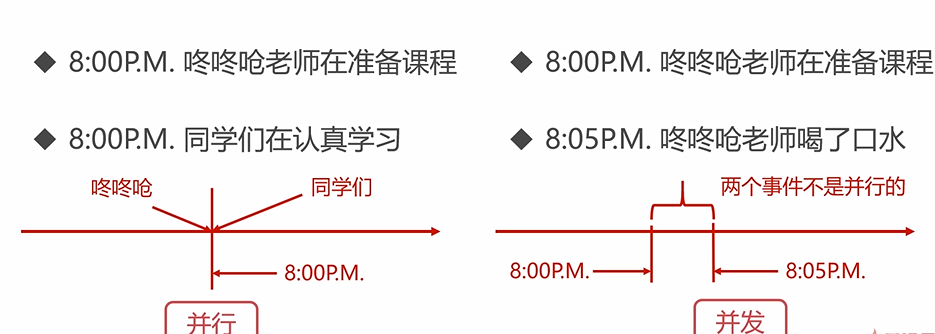 ◆ 8:00P.M. 咚咚呛老师在准备课程
◆ 8:00P.M. 同学们在认真学习
咚咚呛
同学们
8:00P.M.
并行
◆ 8:00P.M. 咚咚呛老师在准备课程
◆ 8:05P.M. 咚咚呛老师喝了口水
两个事件不是并行的
8:00P.M.
8:05P.M.
并发